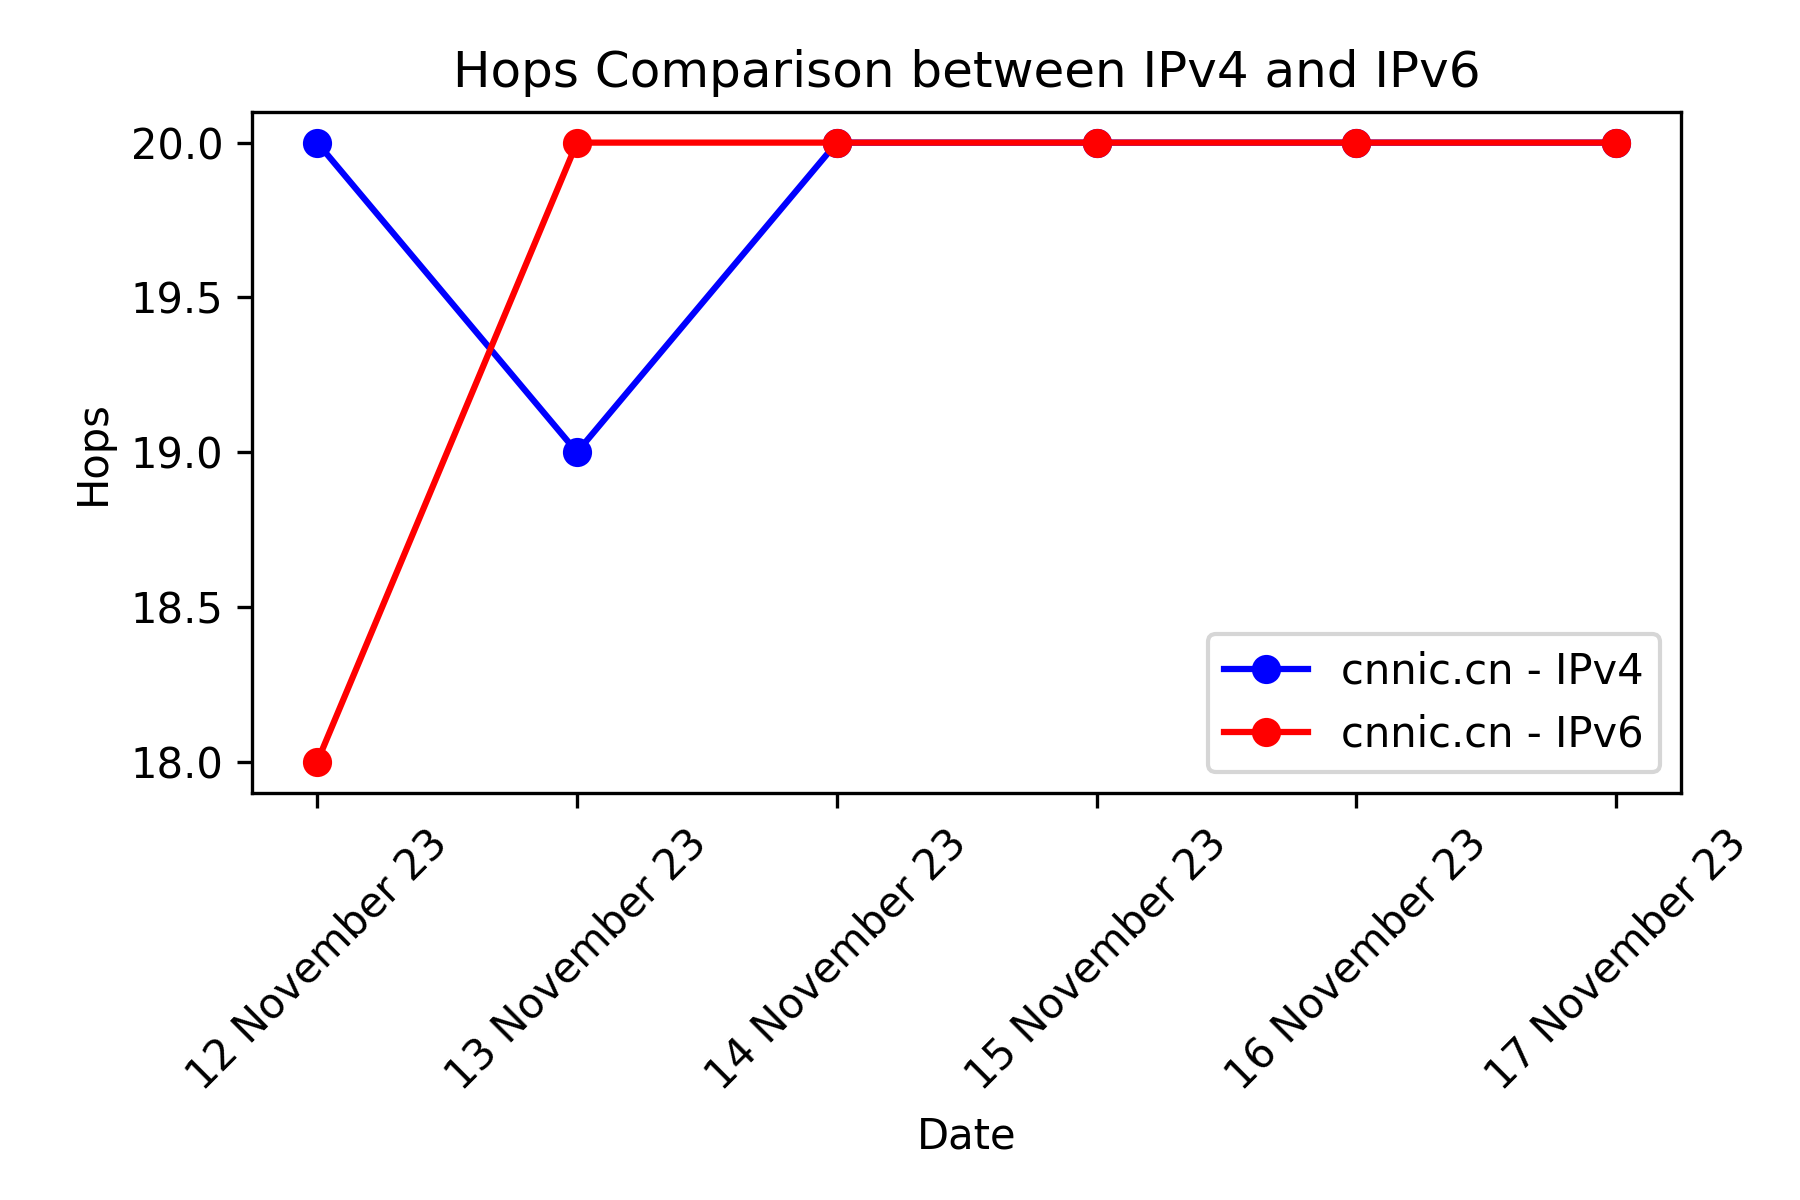 Hops Comparison between IPv4 and IPv6
20.0
19.5
19.0
18.5
18.0
Hops
cnnic.cn - IPv4
cnnic.cn - IPv6
12 November 23
13 November 23
14 November 23
15 November 23
16 November 23
17 November 23
Date